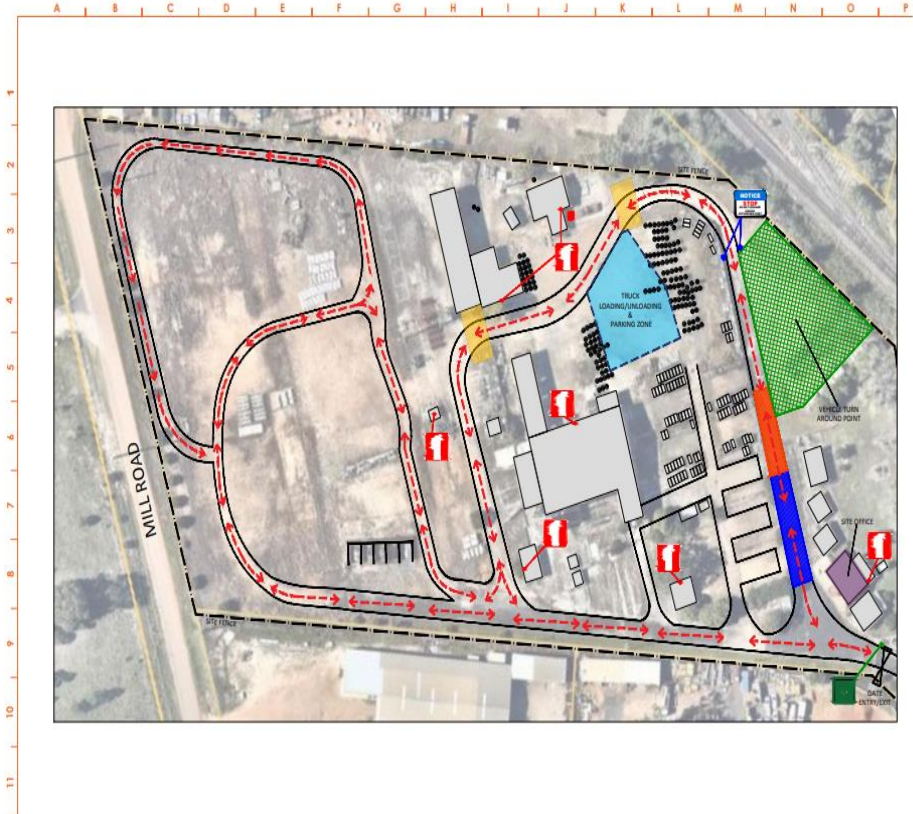 A B C D E F G H I J K L M N O P
1
2
3
4
5
6
7
8
9
10
11
SITE FENCE
NOTICE
STOP
TRUCK
LOADING/UNLOADING
&
PARKING ZONE
VEHICLE TURN
AROUND POINT
MILL ROAD
SITE OFFICE
SITE FENCE
DATE
ENTRY/EXIT